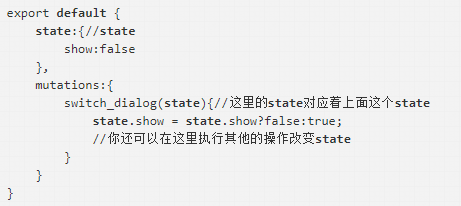 export default {
    state:{//state
        show:false
    },
    mutations:{
        switch_dialog(state){//这里的state对应着上面这个state
            state.show = state.show?false:true;
            //你还可以在这里执行其他的操作改变state
        }
    }
}